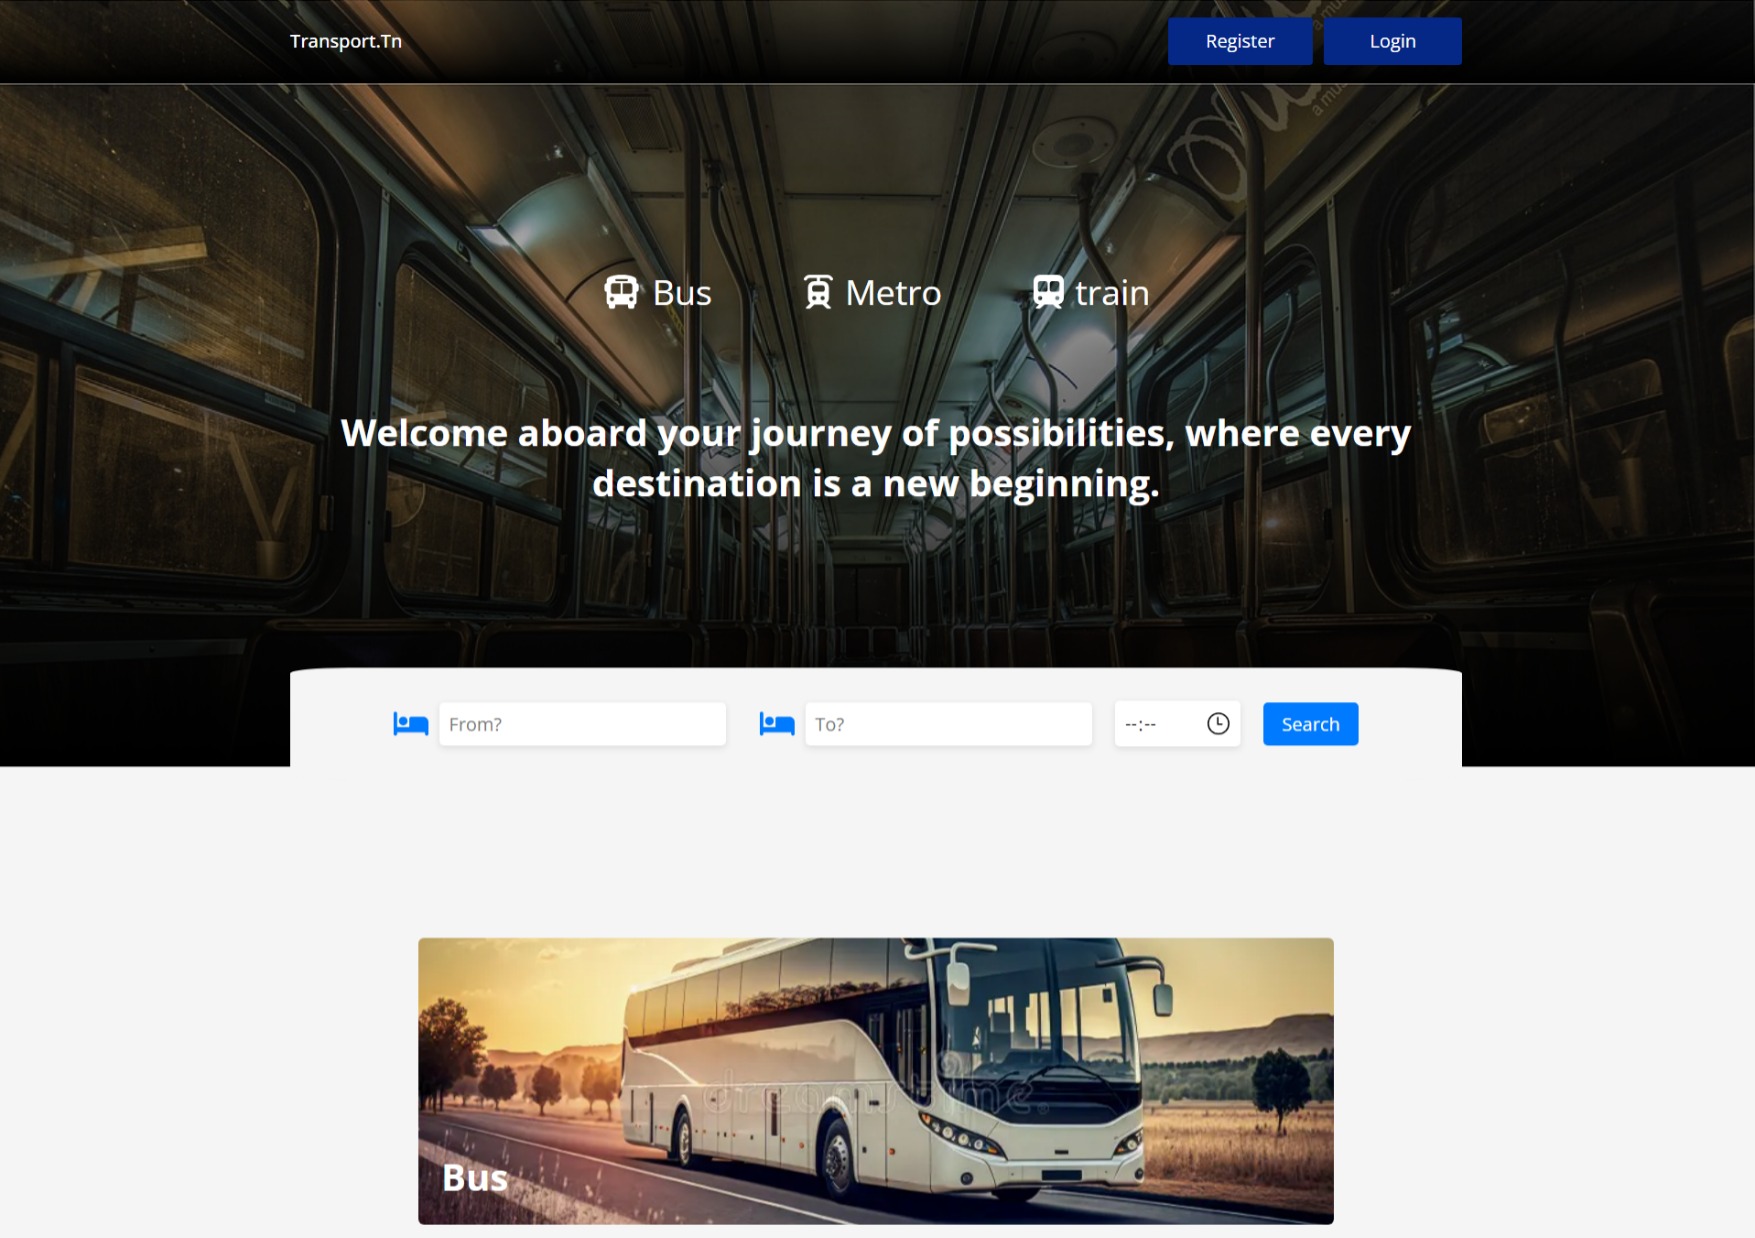 Transport.Tn
Register
Login
Bus
Metro
train
Welcome aboard your journey of possibilities, where every
destination is a new beginning.
From?
To?
--:--
Search
dreamstime.
Bus